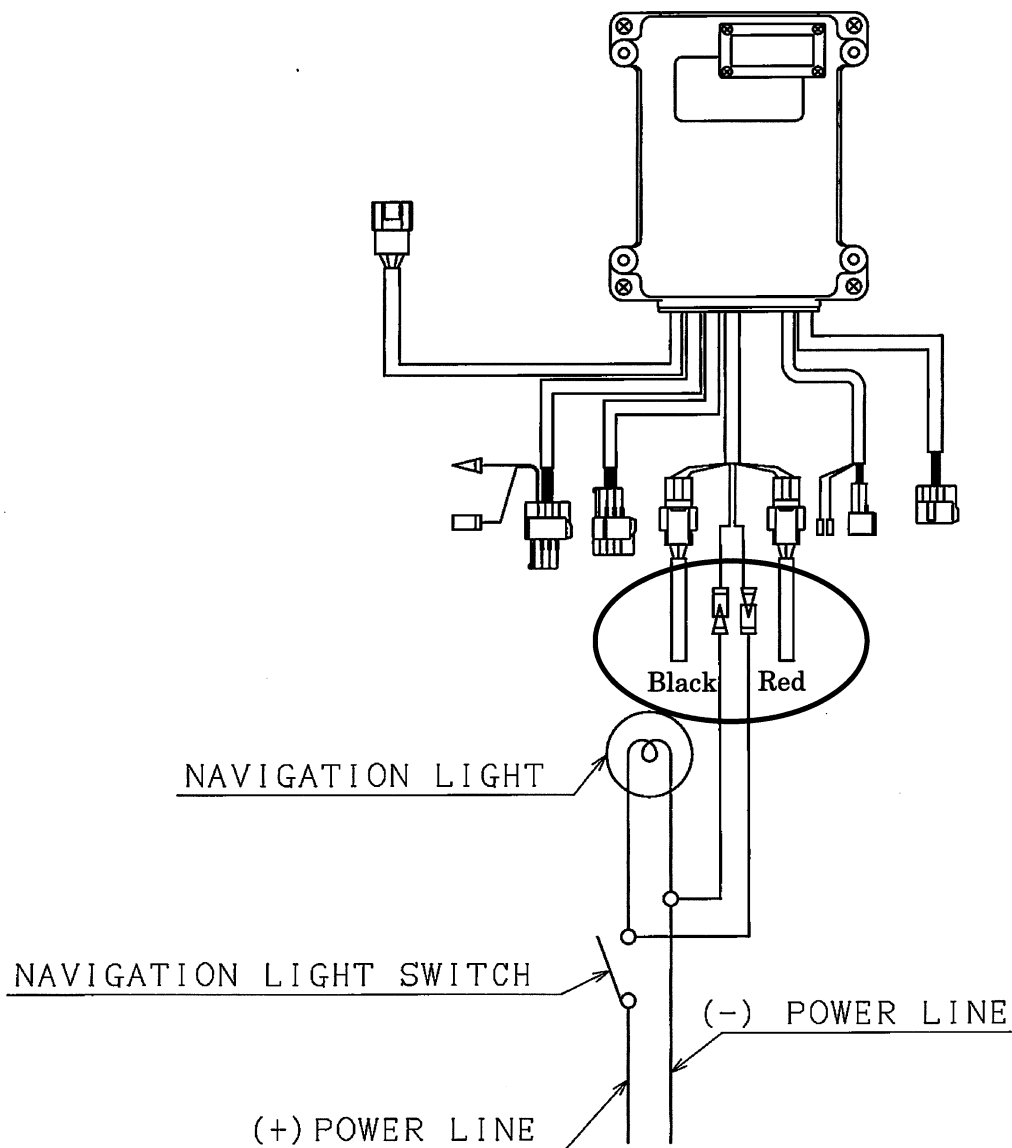 Black Red
NAVIGATION LIGHT
NAVIGATION LIGHT SWITCH
(-) POWER LINE
(+) POWER LINE